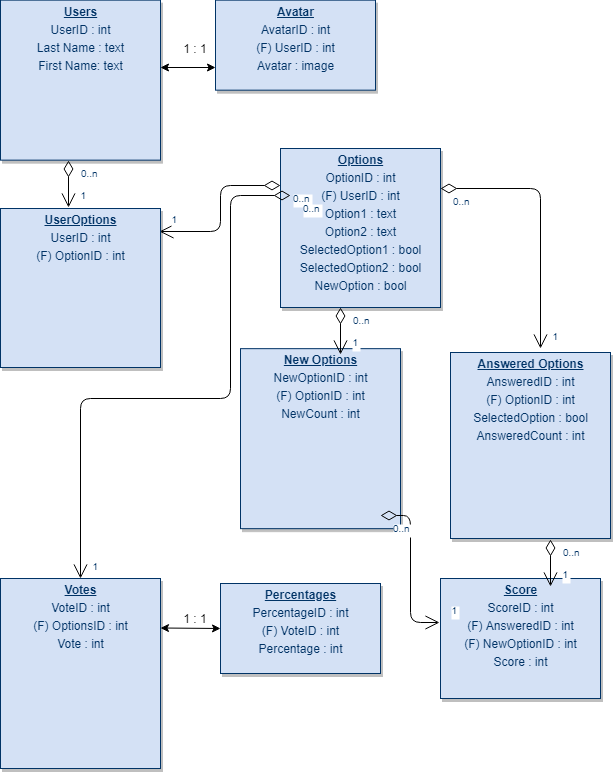 Users
UserID : int
Last Name : text
First Name: text
1 : 1
Avatar
AvatarID : int
(F) UserID : int
Avatar : image
0..n
1
UserOptions
UserID : int
(F) OptionID : int
1
0..n
0..n
Options
OptionID : int
(F) UserID : int
Option1 : text
Option2 : text
SelectedOption1 : bool
SelectedOption2 : bool
NewOption : bool
0..n
1
0..n
1
New Options
NewOptionID : int
(F) OptionID : int
NewCount : int
0..n
1
Answered Options
AnsweredID : int
(F) OptionID : int
SelectedOption : bool
AnsweredCount : int
0..n
1
1
Votes
VoteID : int
(F) OptionsID : int
Vote : int
1 : 1
Percentages
PercentageID : int
(F) VoteID : int
Percentage : int
Score
ScoreID : int
(F) AnsweredID : int
(F) NewOptionID : int
Score : int